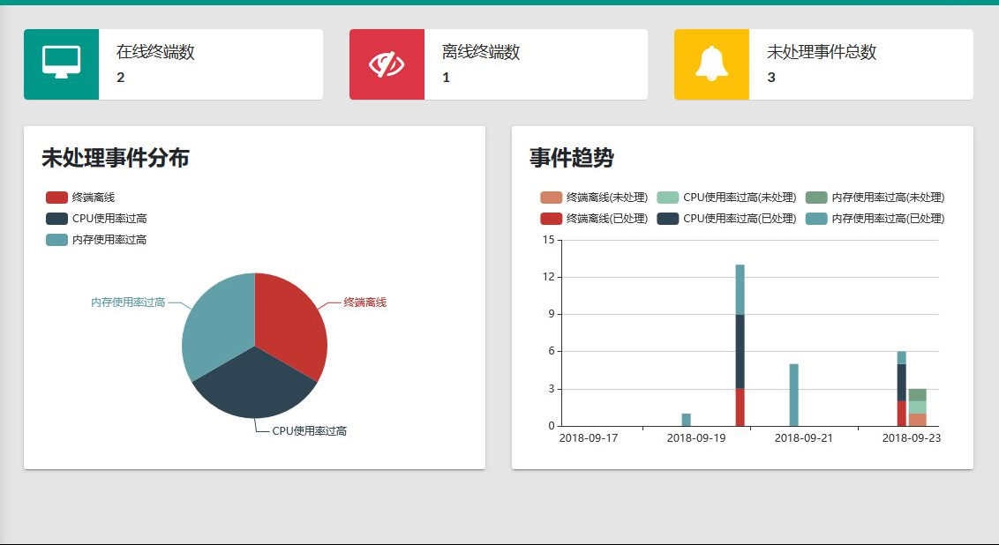 在线终端数
2
离线终端数
1
未处理事件总数
3
未处理事件分布
终端离线
CPU使用率过高
内存使用率过高
内存使用率过高
终端离线
CPU使用率过高
事件趋势
终端离线(未处理) CPU使用率过高(未处理) 内存使用率过高(未处理)
终端离线(已处理) CPU使用率过高(已处理) 内存使用率过高(已处理)
15
12
9
6
3
0
2018-09-17 2018-09-19 2018-09-21 2018-09-23